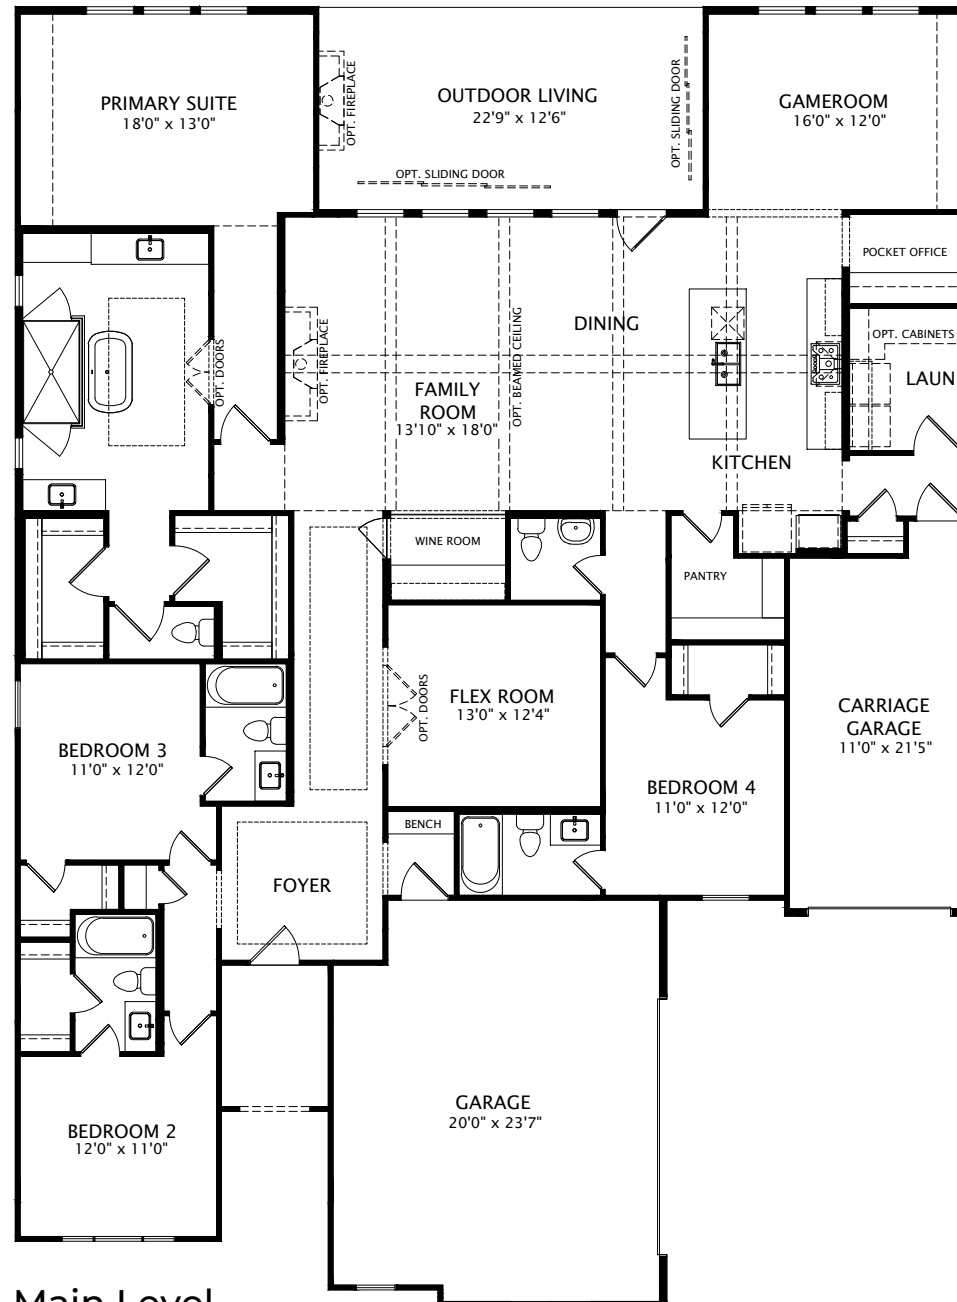 PRIMARY SUITE
18'0" x 13'0"
OPT. FIREPLACE
OUTDOOR LIVING
22'9" x 12'6"
OPT. SLIDING DOOR
OPT. SLIDING DOOR
GAMEROOM
16'0" x 12'0"
POCKET OFFICE
OPT. CABINETS
LAUN
DINING
OPT. DOORS
OPT. FIREPLACE
FAMILY
ROOM
13'10" x 18'0"
OPT. BEAMED CEILING
KITCHEN
WINE ROOM
PANTRY
FLEX ROOM
13'0" x 12'4"
OPT. DOORS
CARRIAGE
GARAGE
11'0" x 21'5"
BEDROOM 3
11'0" x 12'0"
BEDROOM 4
11'0" x 12'0"
BENCH
FOYER
GARAGE
20'0" x 23'7"
BEDROOM 2
12'0" x 11'0"
Main Level